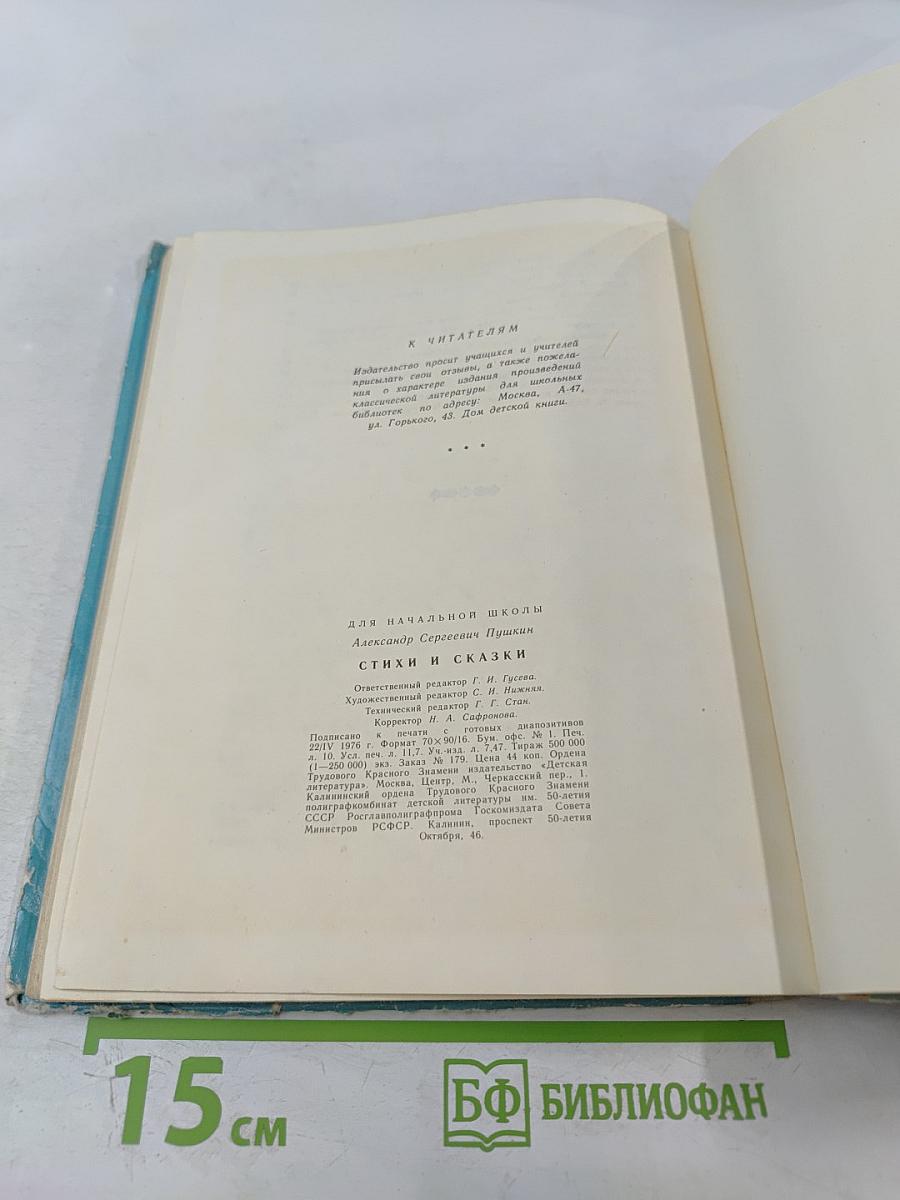 К ЧИТАТЕЛЯМ
Издательство просит учащихся и учителей
присылать свои отзывы, а также пожела-
ния о характере издания произведений
классической литературы для школьных
библиотек по адресу: Москва, А-47,
ул. Горького, 43. Дом детской книги.
* * *
ДЛЯ НАЧАЛЬНОЙ ШКОЛЫ
Александр Сергеевич Пушкин
СТИХИ И СКАЗКИ
Ответственный редактор Г. И. Гусева.
Художественный редактор С. И. Нижняя.
Технический редактор Г. Г. Стан.
Корректор Н. А. Сафронова.
Подписано к печати с готовых диапозитивов
22/IV 1976 г. Формат 70×90/16. Бум. офс. № 1. Печ.
л. 10. Усл. печ. л. 11,7. Уч.-изд. л. 7,47. Тираж 500 000
(1—250 000) экз. Заказ № 179. Цена 44 коп. Ордена
Трудового Красного Знамени издательство «Детская
литература». Москва, Центр, М., Черкасский пер., 1.
Калининский ордена Трудового Красного Знамени
полиграфкомбинат детской литературы им. 50-летия
СССР Росглавполиграфпрома Госкомиздата Совета
Министров РСФСР. Калинин, проспект 50-летия
Октября, 46.
15 см
БФ БИБЛИОФАН